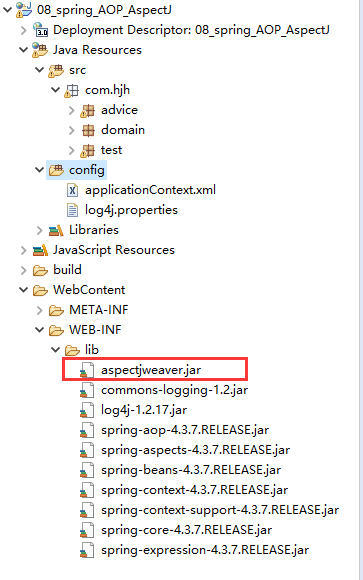 08_spring_AOP_AspectJ
Deployment Descriptor: 08_spring_AOP_AspectJ
Java Resources
src
com.hjh
advice
domain
test
config
applicationContext.xml
log4j.properties
Libraries
JavaScript Resources
build
WebContent
META-INF
WEB-INF
lib
aspectjweaver.jar
commons-logging-1.2.jar
log4j-1.2.17.jar
spring-aop-4.3.7.RELEASE.jar
spring-aspects-4.3.7.RELEASE.jar
spring-beans-4.3.7.RELEASE.jar
spring-context-4.3.7.RELEASE.jar
spring-context-support-4.3.7.RELEASE.jar
spring-core-4.3.7.RELEASE.jar
spring-expression-4.3.7.RELEASE.jar